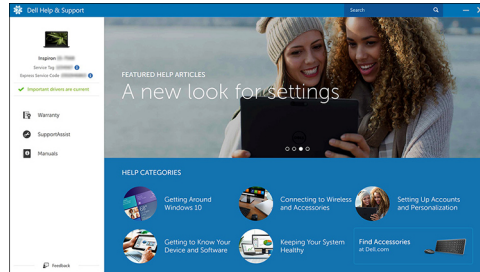 Dell Help & Support
Search
Inspiron
Service Tag
Express Service Code
Important drivers are current
Warranty
SupportAssist
Manuals
Feedback
FEATURED HELP ARTICLES
A new look for settings
HELP CATEGORIES
Getting Around
Windows 10
Connecting to Wireless
and Accessories
Setting Up Accounts
and Personalization
Getting to Know Your
Device and Software
Keeping Your System
Healthy
Find Accessories
at Dell.com